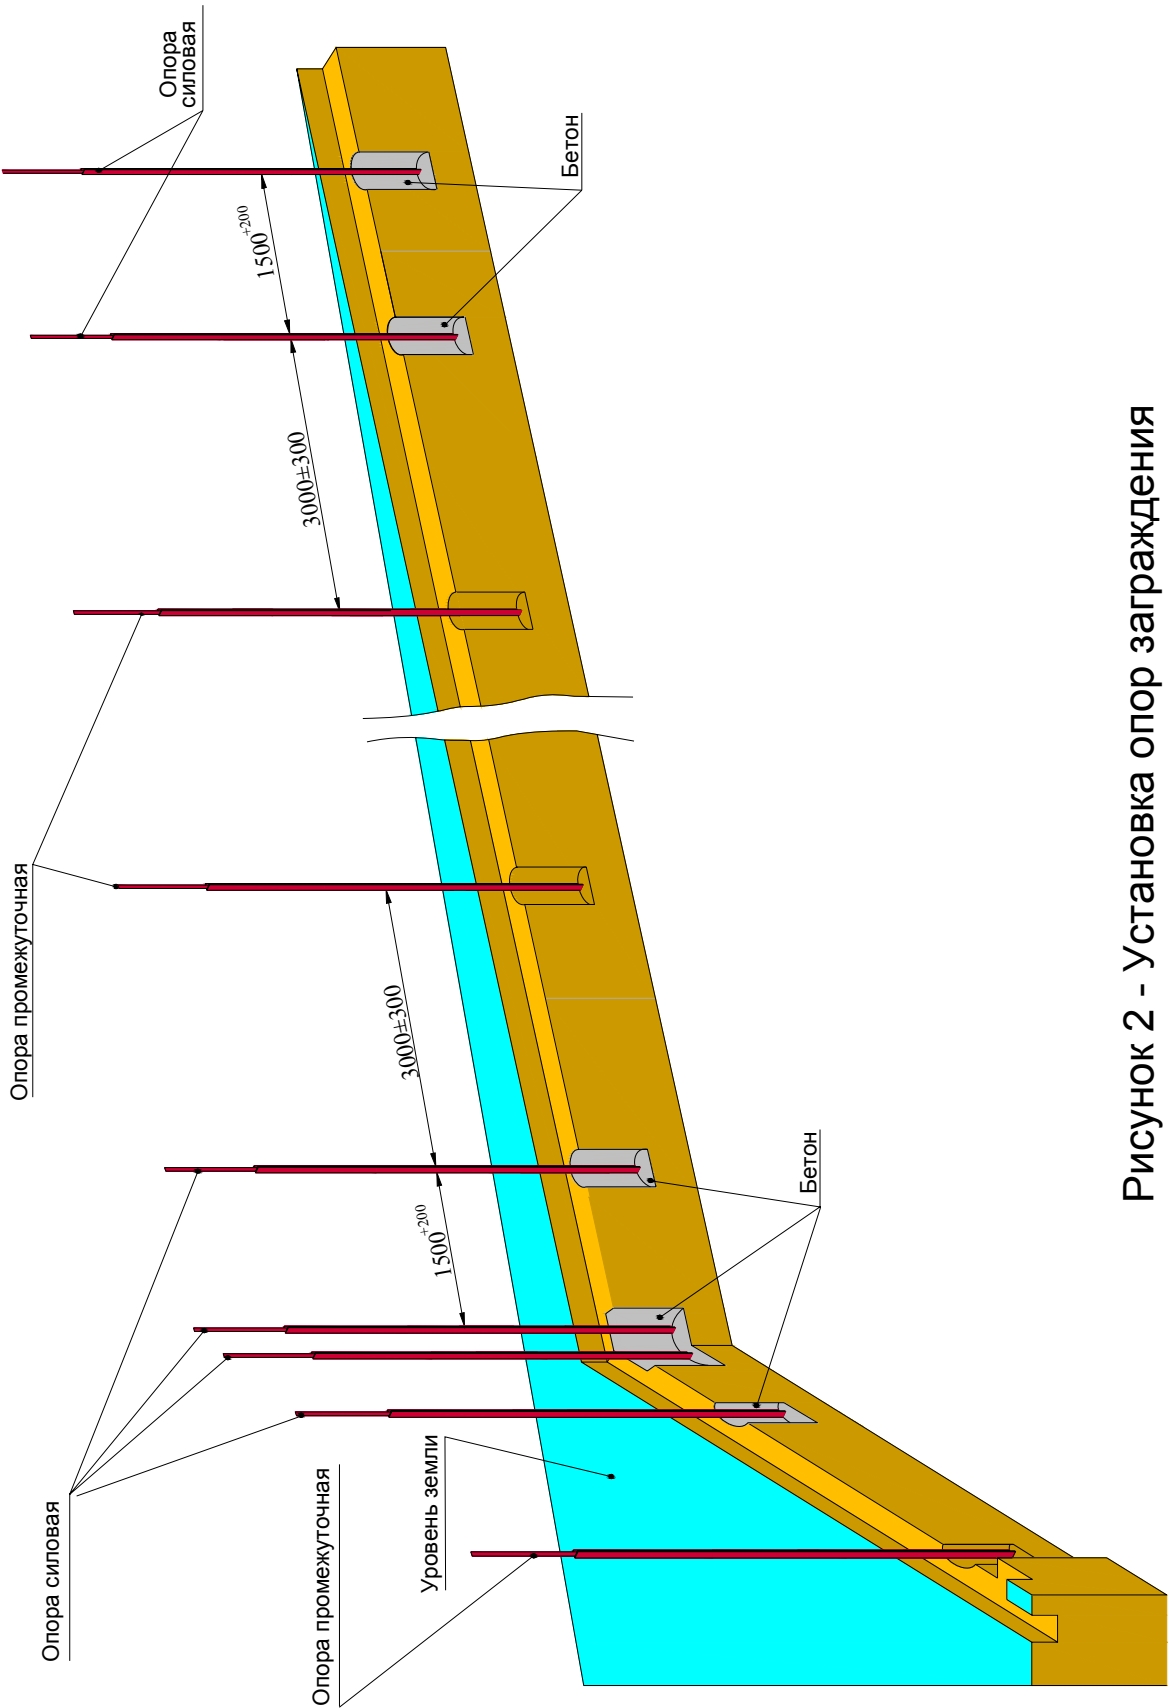 Опора
силовая
1500+200
Бетон
3000±300
Опора промежуточная
3000±300
1500+200
Бетон
Опора силовая
Опора промежуточная
Уровень земли
Рисунок 2 - Установка опор заграждения